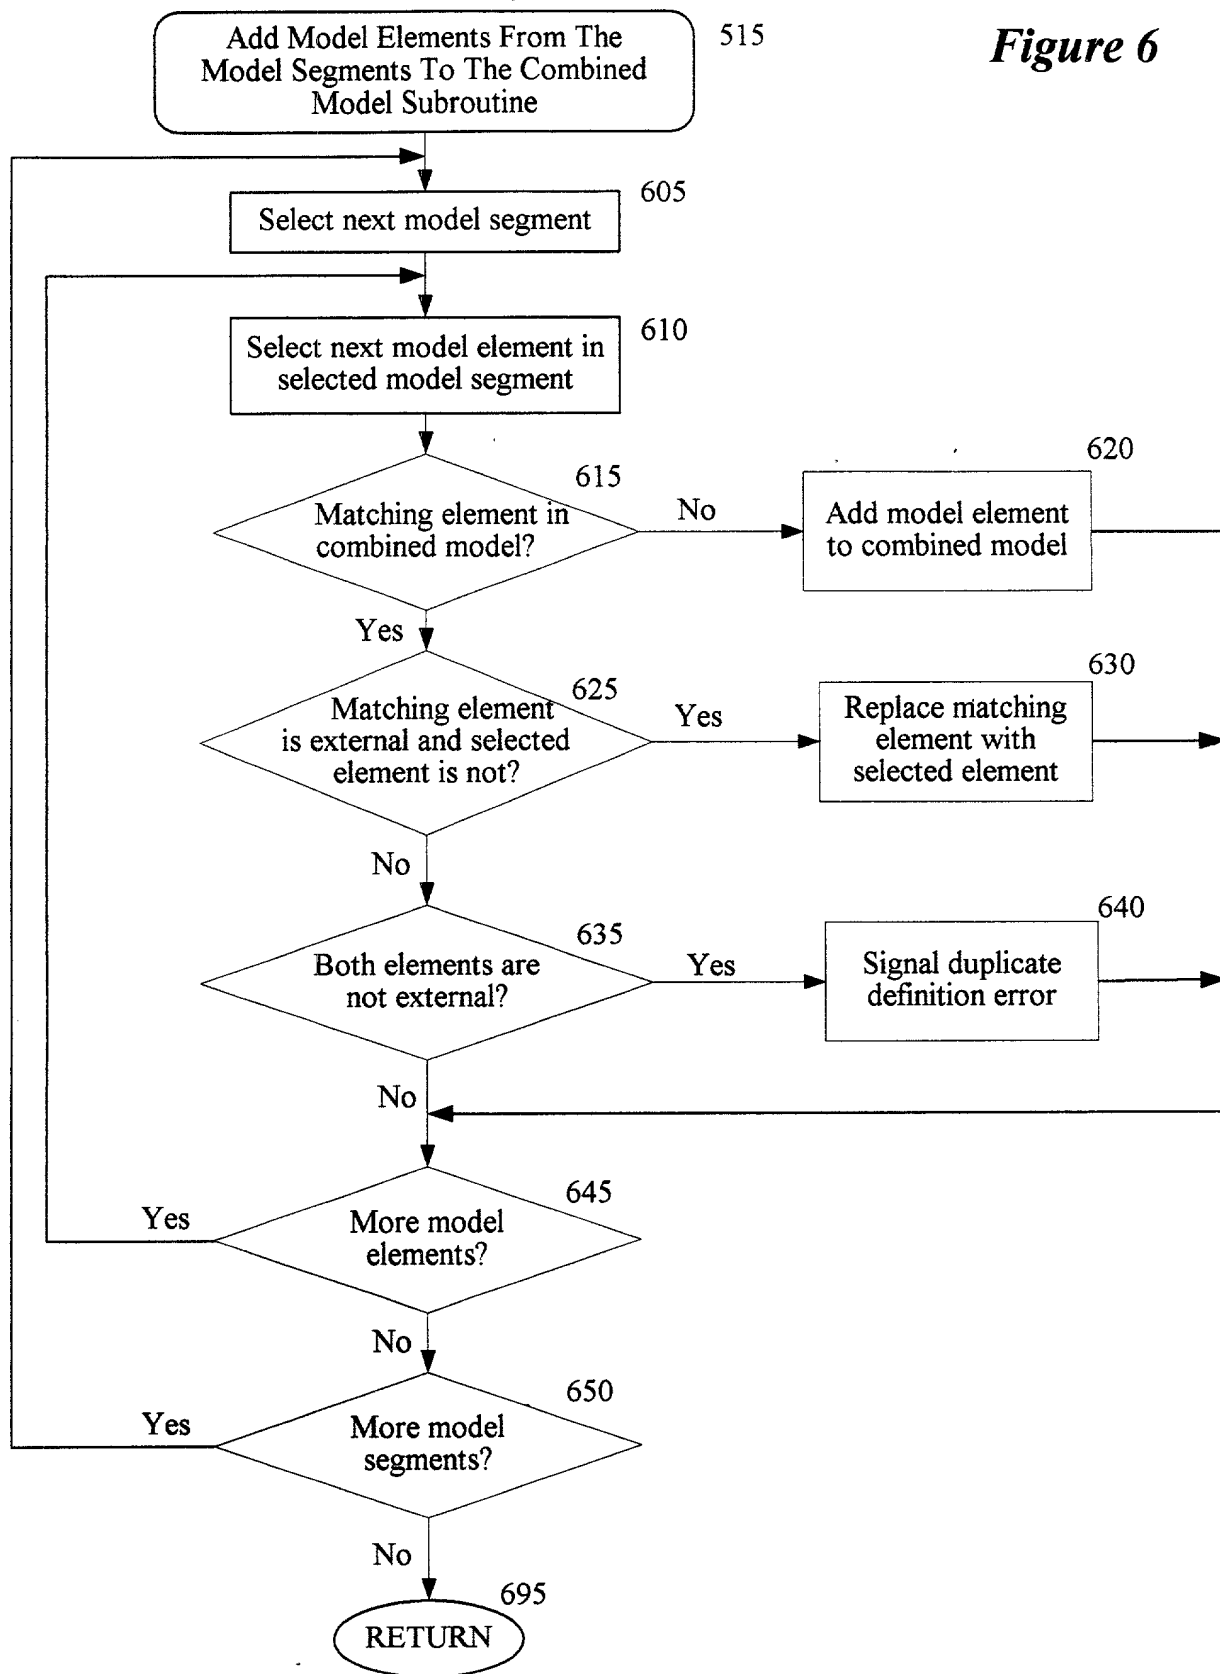 Add Model Elements From The
Model Segments To The Combined
Model Subroutine
515
Figure 6
605
Select next model segment
610
Select next model element in
selected model segment
615
Matching element in
combined model?
No
620
Add model element
to combined model
Yes
625
Matching element
is external and selected
element is not?
Yes
630
Replace matching
element with
selected element
No
635
Both elements are
not external?
Yes
640
Signal duplicate
definition error
No
645
More model
elements?
Yes
No
650
More model
segments?
Yes
No
695
RETURN